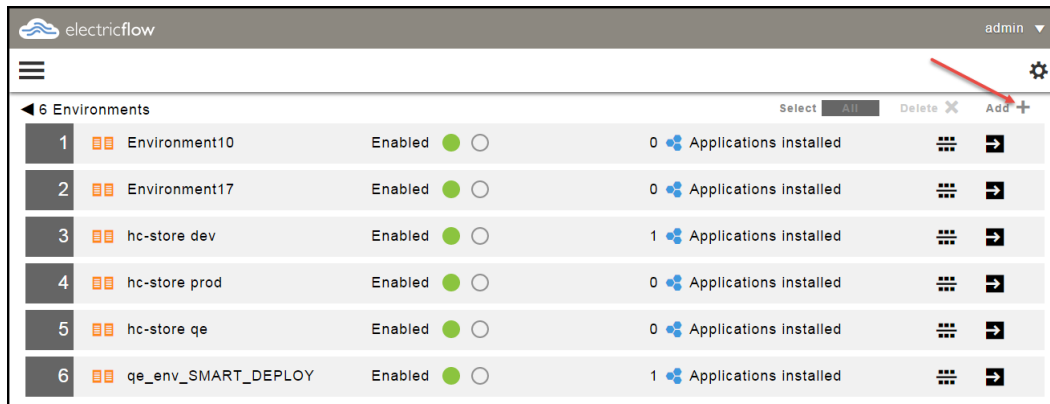 electricflow admin
6 Environments Select All Delete Add
1 Environment10 Enabled 0 Applications installed
2 Environment17 Enabled 0 Applications installed
3 hc-store dev Enabled 1 Applications installed
4 hc-store prod Enabled 0 Applications installed
5 hc-store qe Enabled 0 Applications installed
6 qe_env_SMART_DEPLOY Enabled 1 Applications installed